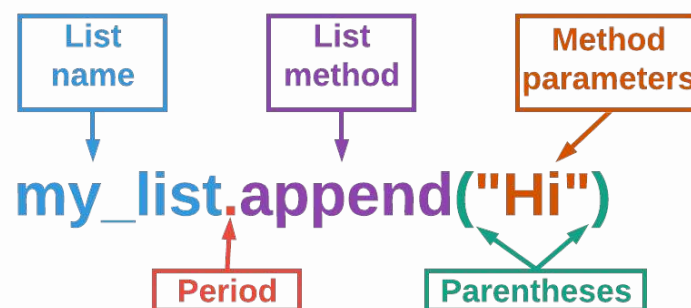 List
name
List
method
Method
parameters
my_list.append("Hi")
Period
Parentheses